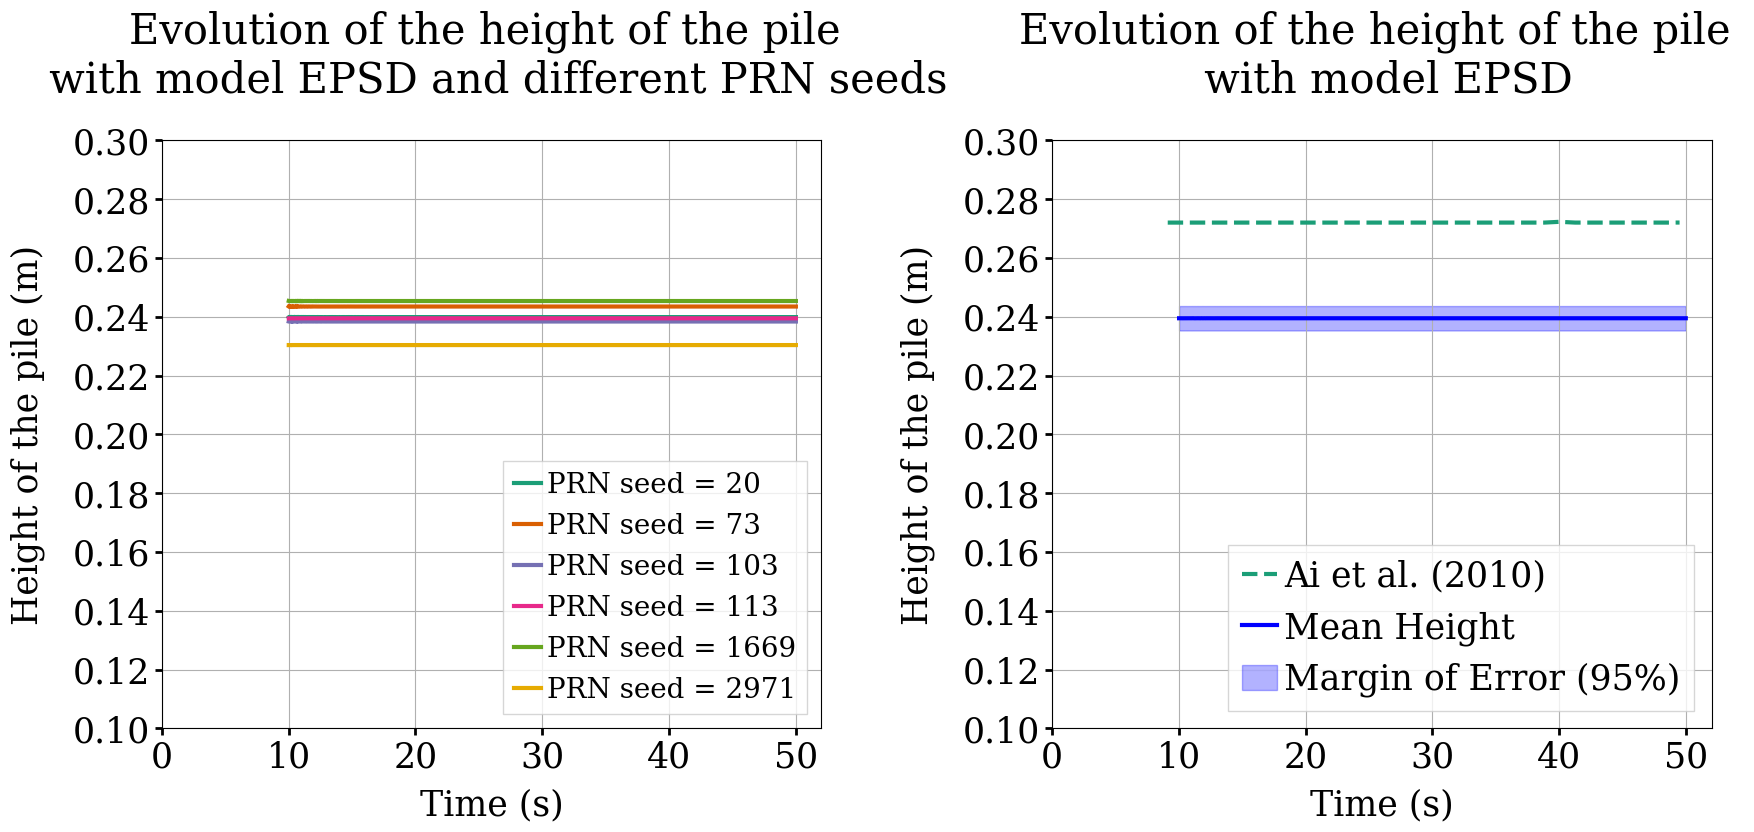 Evolution of the height of the pile
with model EPSD and different PRN seeds
Height of the pile (m)
0.30
0.28
0.26
0.24
0.22
0.20
0.18
0.16
0.14
0.12
0.10
PRN seed = 20
PRN seed = 73
PRN seed = 103
PRN seed = 113
PRN seed = 1669
PRN seed = 2971
0 10 20 30 40 50
Time (s)
Evolution of the height of the pile
with model EPSD
Height of the pile (m)
0.30
0.28
0.26
0.24
0.22
0.20
0.18
0.16
0.14
0.12
0.10
Ai et al. (2010)
Mean Height
Margin of Error (95%)
0 10 20 30 40 50
Time (s)